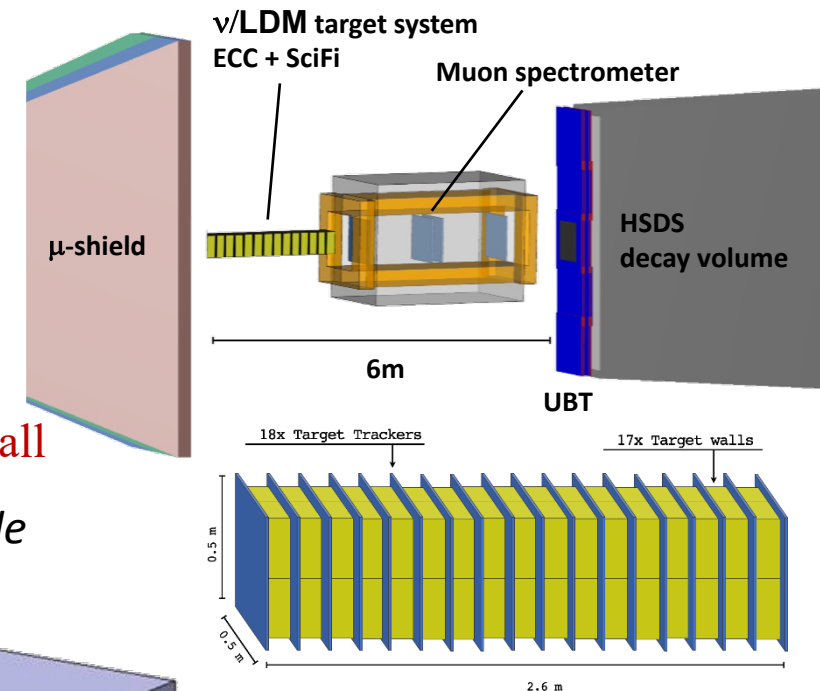 ν/LDM target system
ECC + SciFi
Muon spectrometer
μ-shield
HSDS
decay volume
6m
UBT
all
18x Target Trackers
17x Target walls
0.5 m
0.5 m
2.6 m